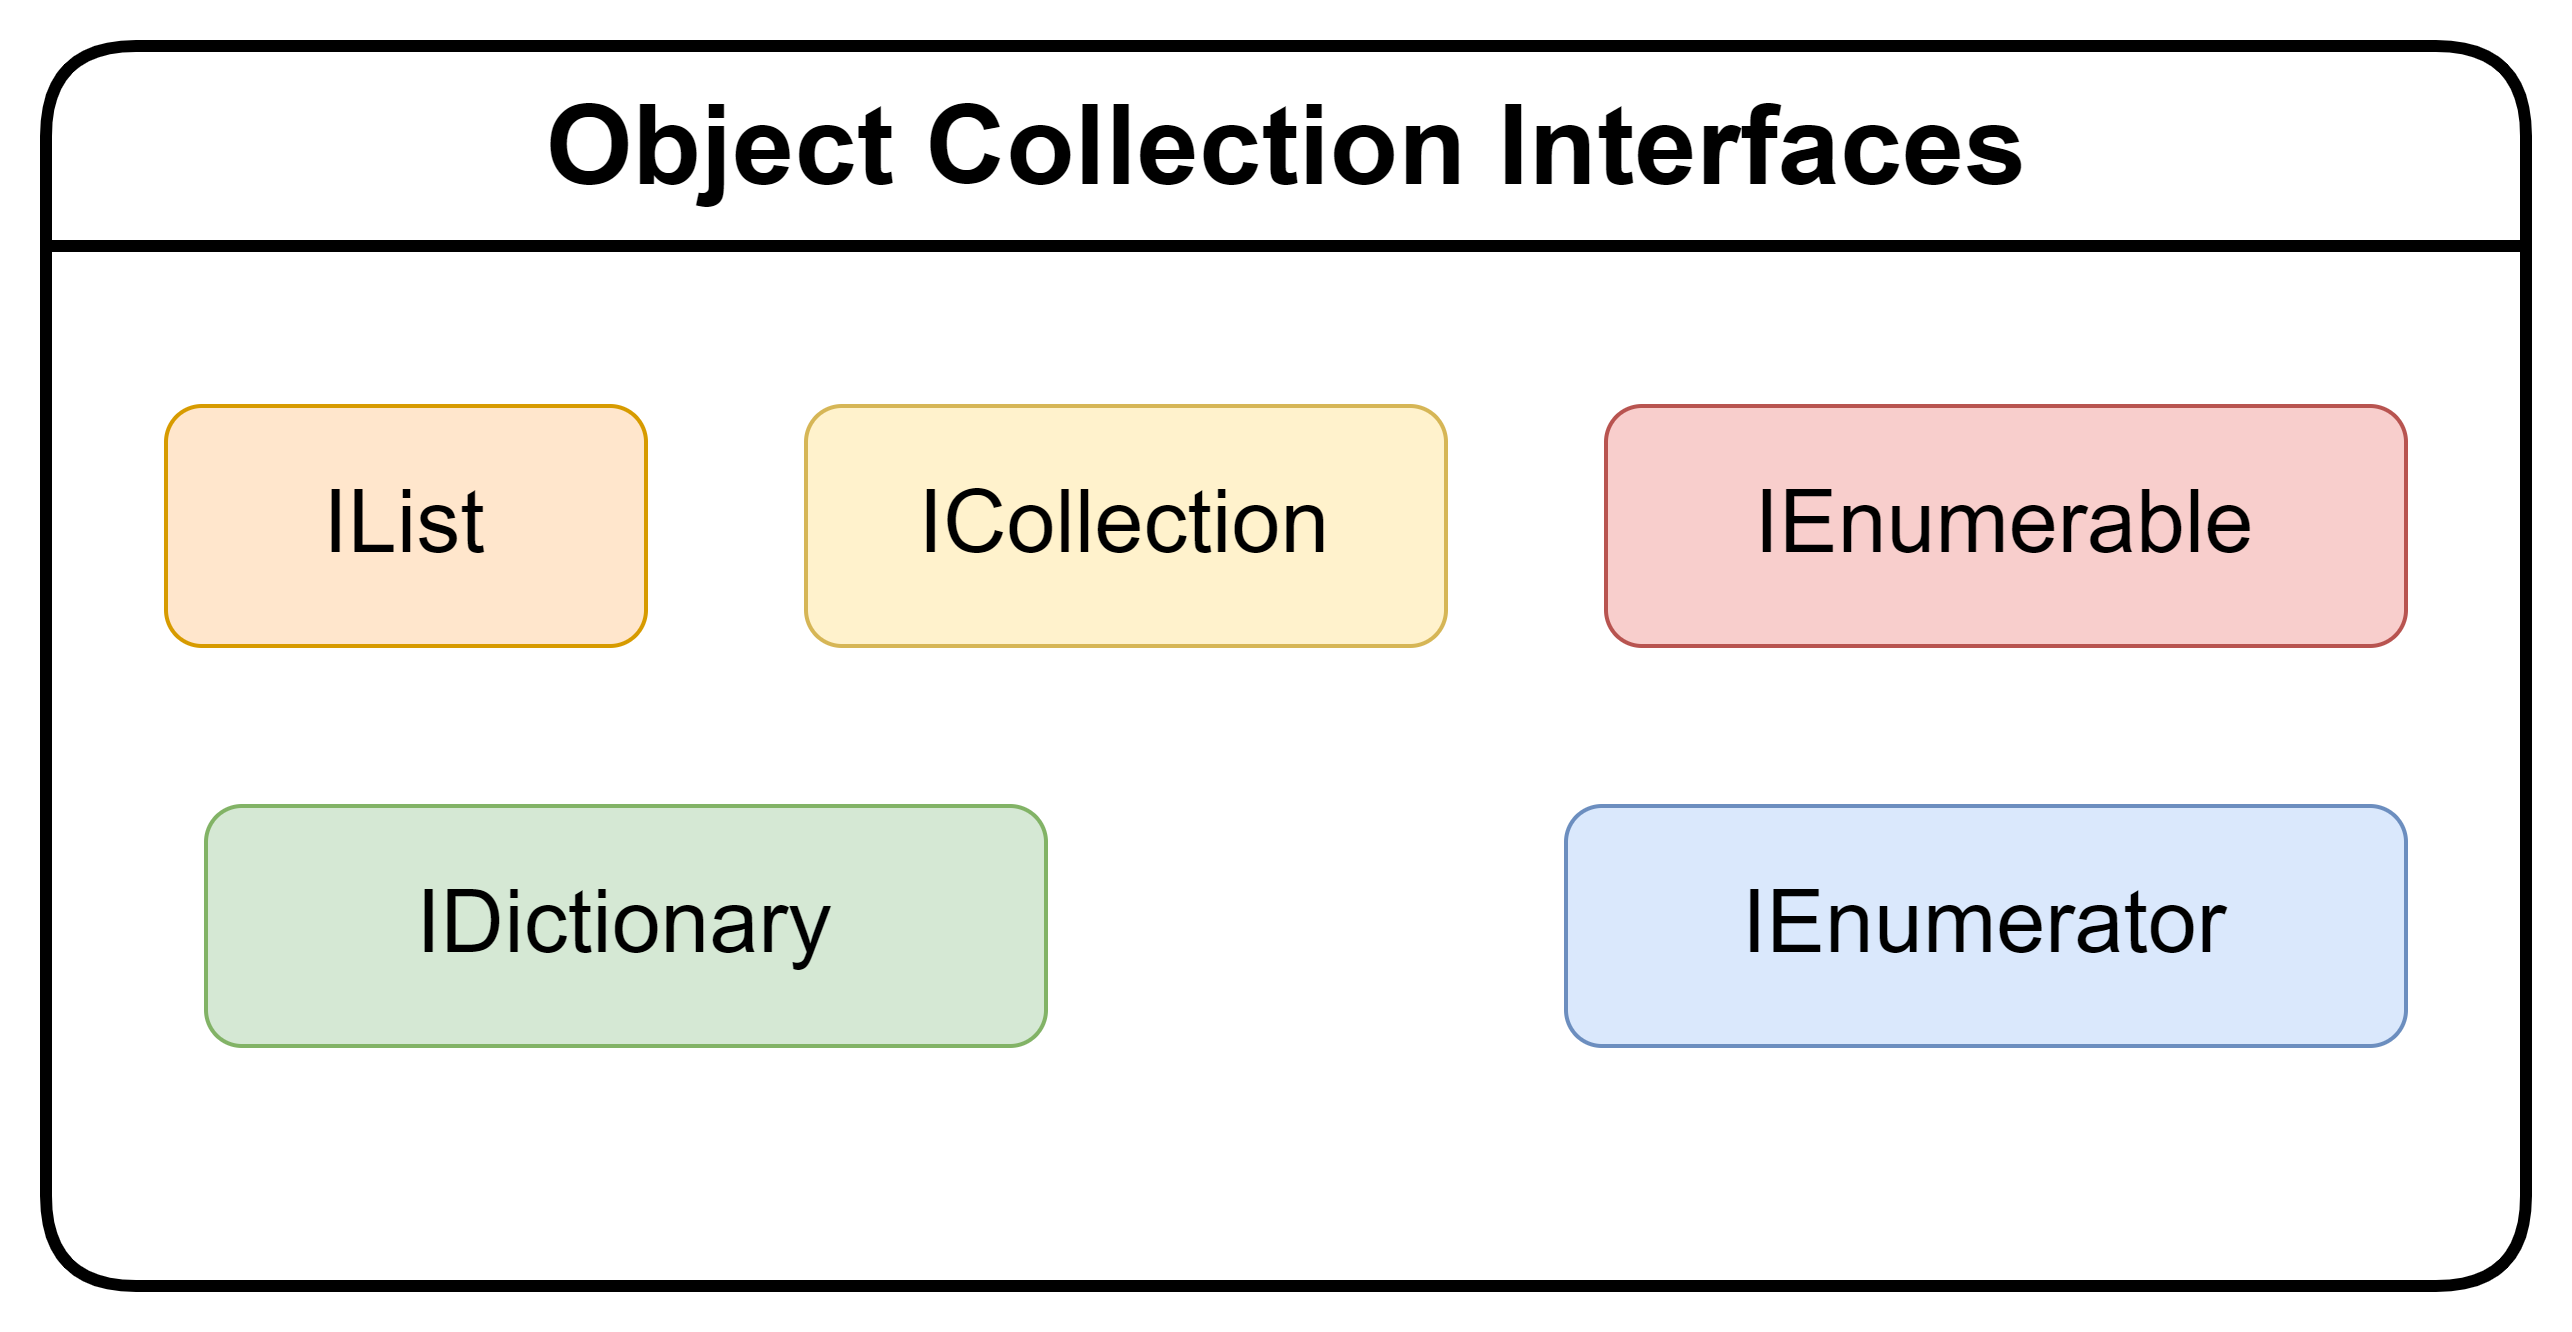 Object Collection Interfaces
IList
ICollection
IEnumerable
IDictionary
IEnumerator